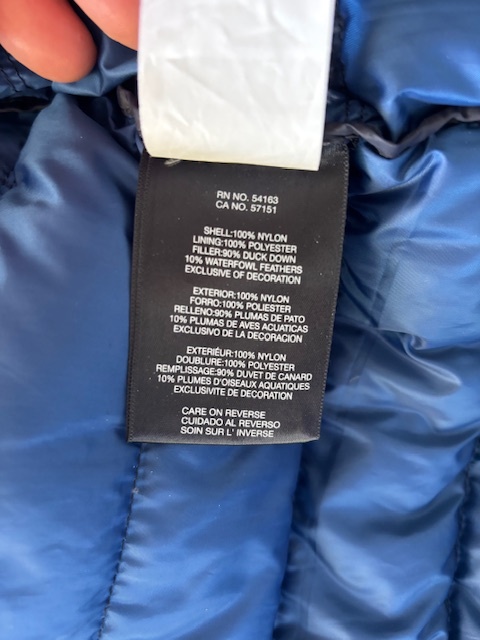 RN NO. 54163
CA NO. 57151
SHELL:100% NYLON
LINING:100% POLYESTER
FILLER:90% DUCK DOWN
10% WATERFOWL FEATHERS
EXCLUSIVE OF DECORATION
EXTERIOR:100% NYLON
FORRO:100% POLIESTER
RELLENO:90% PLUMAS DE PATO
10% PLUMAS DE AVES ACUATICAS
EXCLUSIVO DE LA DECORACION
EXTERIEUR:100% NYLON
DOUBLURE:100% POLYESTER
REMPLISSAGE:90% DUVET DE CANARD
10% PLUMES D'OISEAUX AQUATIQUES
EXCLUSIVITE DE DECORATION
CARE ON REVERSE
CUIDADO AL REVERSO
SOIN SUR L' INVERSE